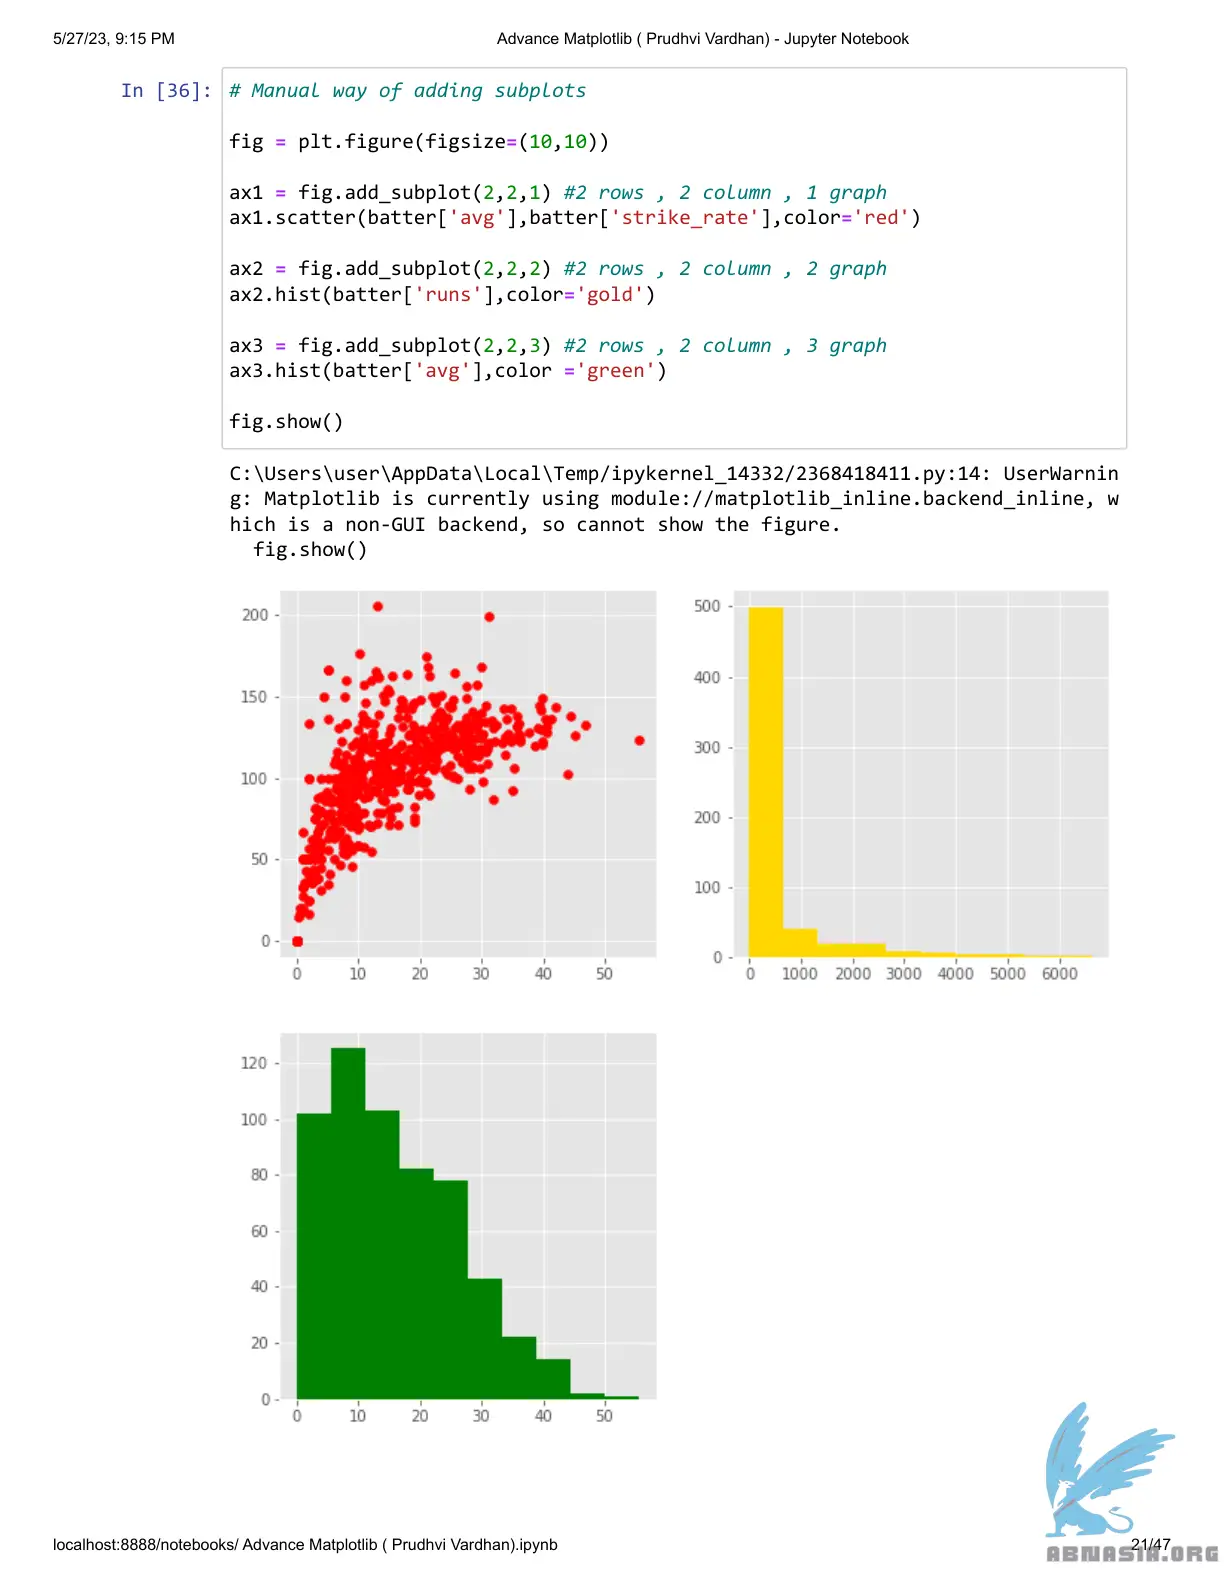 5/27/23, 9:15 PM
Advance Matplotlib ( Prudhvi Vardhan) - Jupyter Notebook
In [36]:
# Manual way of adding subplots
fig = plt.figure(figsize=(10,10))
ax1 = fig.add_subplot(2,2,1) #2 rows , 2 column , 1 graph
ax1.scatter(batter['avg'],batter['strike_rate'],color='red')
ax2 = fig.add_subplot(2,2,2) #2 rows , 2 column , 2 graph
ax2.hist(batter['runs'],color='gold')
ax3 = fig.add_subplot(2,2,3) #2 rows , 2 column , 3 graph
ax3.hist(batter['avg'],color ='green')
fig.show()
C:\Users\user\AppData\Local\Temp/ipykernel_14332/2368418411.py:14: UserWarnin
g: Matplotlib is currently using module://matplotlib_inline.backend_inline, w
hich is a non-GUI backend, so cannot show the figure.
fig.show()
200
150
100
50
0
0 10 20 30 40 50
500
400
300
200
100
0
0 1000 2000 3000 4000 5000 6000
120
100
80
60
40
20
0
0 10 20 30 40 50
localhost:8888/notebooks/ Advance Matplotlib ( Prudhvi Vardhan).ipynb
21/47
ABNASIA.ORG